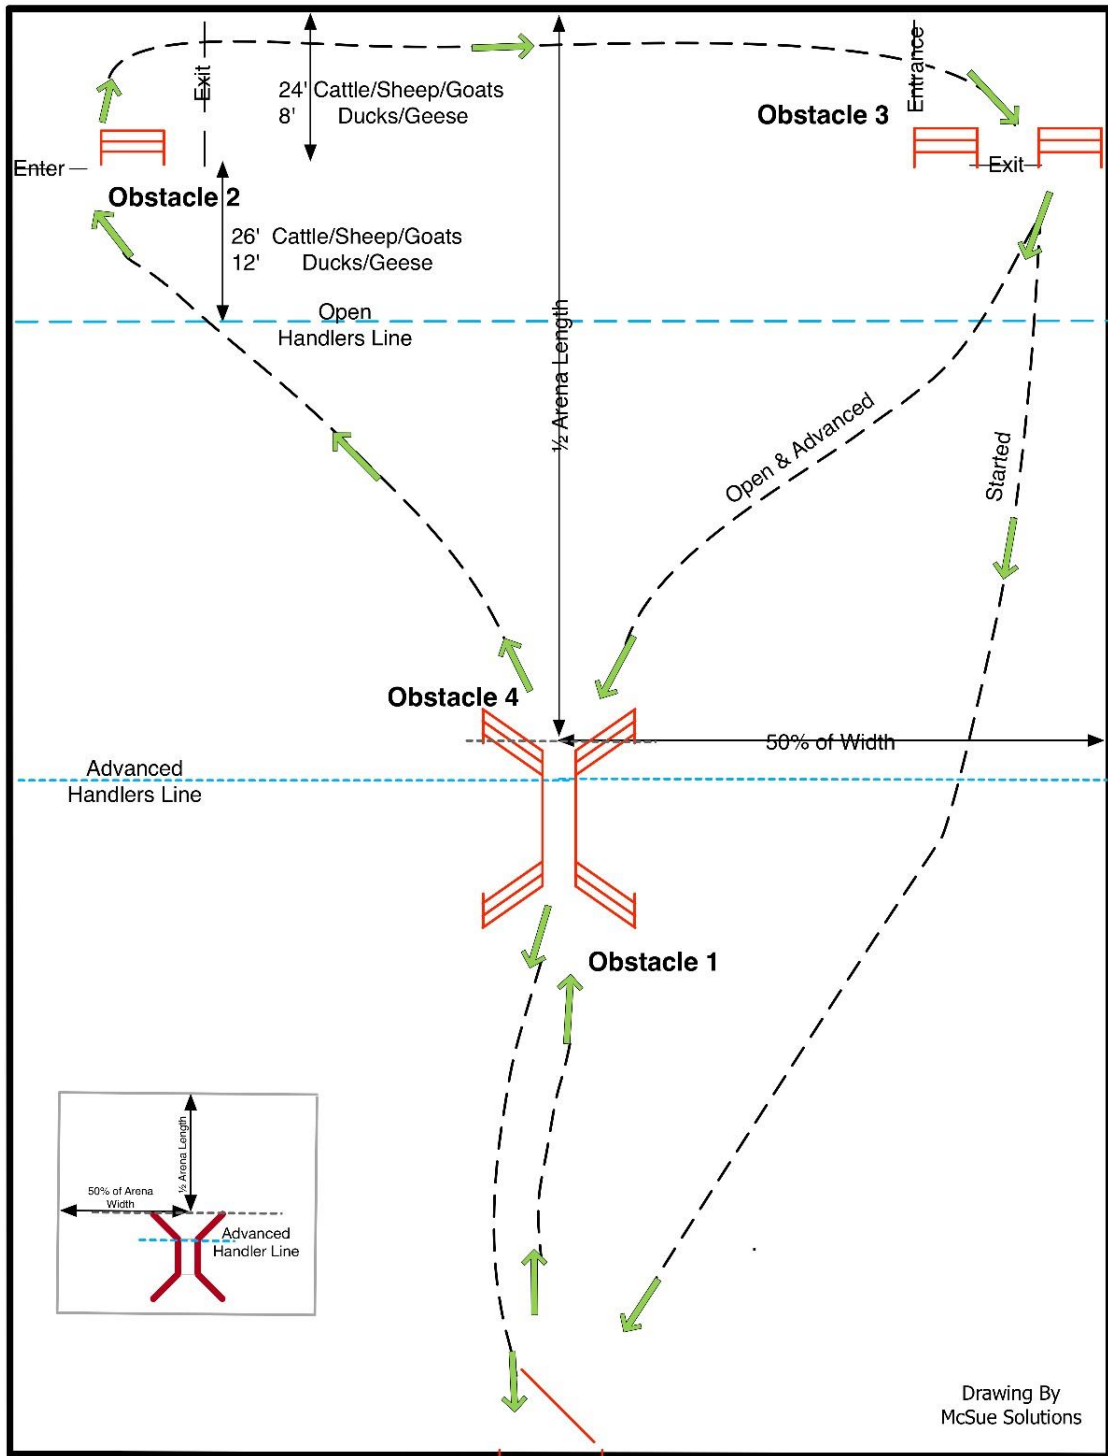 Exit
24' Cattle/Sheep/Goats
8' Ducks/Geese
Entrance
Obstacle 3
Enter
Exit
Obstacle 2
26' Cattle/Sheep/Goats
12' Ducks/Geese
Open
Handlers Line
½ Arena Length
Open & Advanced
Started
Obstacle 4
50% of Width
Advanced
Handlers Line
Obstacle 1
½ Arena Length
50% of Arena
Width
Advanced
Handler Line
Drawing By
McSue Solutions